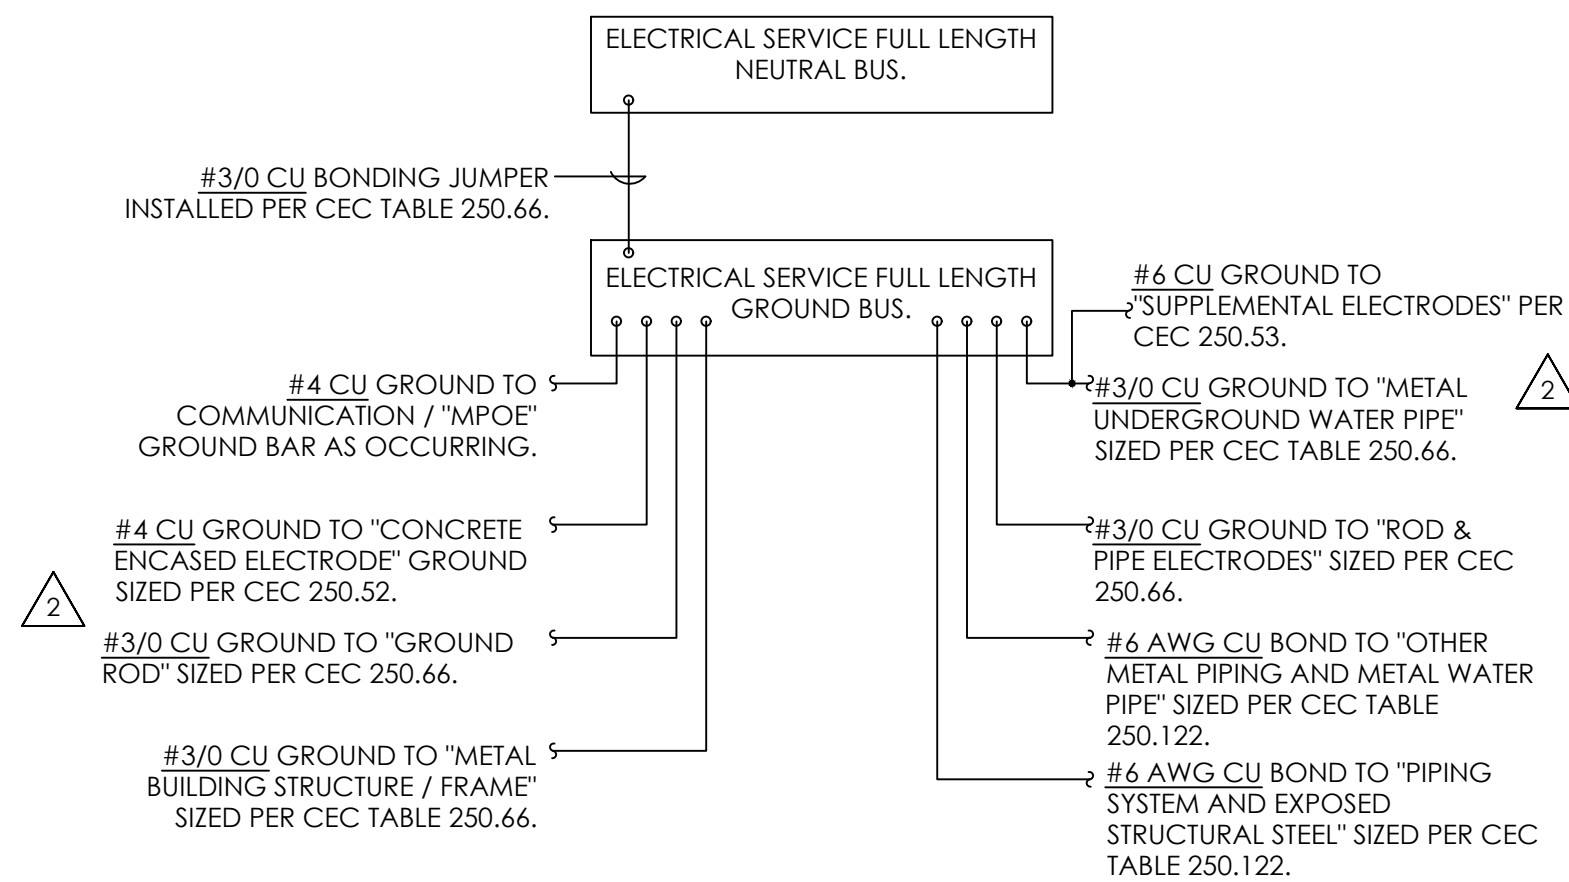 ELECTRICAL SERVICE FULL LENGTH
NEUTRAL BUS.
#3/0 CU BONDING JUMPER
INSTALLED PER CEC TABLE 250.66.
ELECTRICAL SERVICE FULL LENGTH
GROUND BUS.
#4 CU GROUND TO
COMMUNICATION / "MPOE"
GROUND BAR AS OCCURRING.
#4 CU GROUND TO "CONCRETE
ENCASED ELECTRODE" GROUND
SIZED PER CEC 250.52.
2
#3/0 CU GROUND TO "GROUND
ROD" SIZED PER CEC 250.66.
#3/0 CU GROUND TO "METAL
BUILDING STRUCTURE / FRAME"
SIZED PER CEC TABLE 250.66.
#6 CU GROUND TO
"SUPPLEMENTAL ELECTRODES" PER
CEC 250.53.
2
#3/0 CU GROUND TO "METAL
UNDERGROUND WATER PIPE"
SIZED PER CEC TABLE 250.66.
#3/0 CU GROUND TO "ROD &
PIPE ELECTRODES" SIZED PER CEC
250.66.
#6 AWG CU BOND TO "OTHER
METAL PIPING AND METAL WATER
PIPE" SIZED PER CEC TABLE
250.122.
#6 AWG CU BOND TO "PIPING
SYSTEM AND EXPOSED
STRUCTURAL STEEL" SIZED PER CEC
TABLE 250.122.